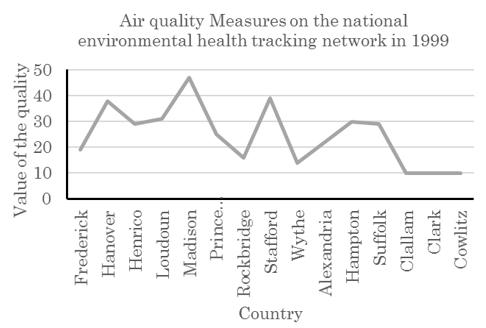 Air quality Measures on the national
environmental health tracking network in 1999
Value of the quality
50
40
30
20
10
0
Frederick
Hanover
Henrico
Loudoun
Madison
Prince...
Rockbridge
Stafford
Wythe
Alexandria
Hampton
Suffolk
Clallam
Clark
Cowlitz
Country